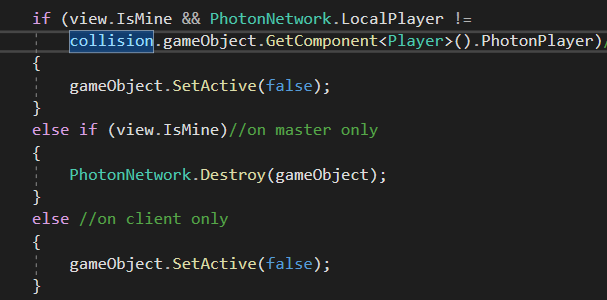 if (view.IsMine && PhotonNetwork.LocalPlayer !=
collision.gameObject.GetComponent<Player>().PhotonPlayer)/
{
gameObject.SetActive(false);
}
else if (view.IsMine)//on master only
{
PhotonNetwork.Destroy(gameObject);
}
else //on client only
{
gameObject.SetActive(false);
}